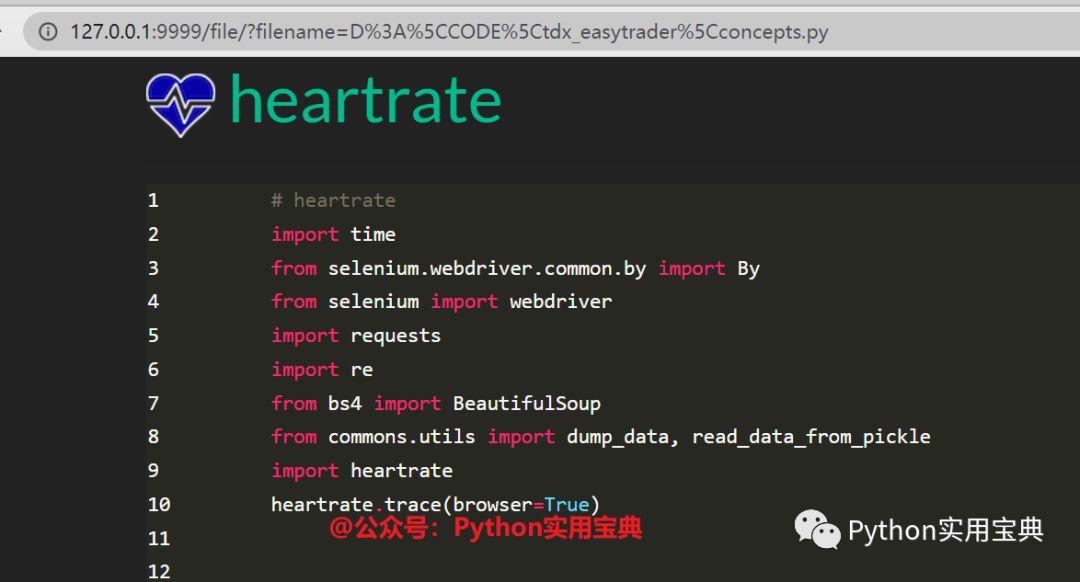 127.0.0.1:9999/file/?filename=D%3A%5CCODE%5Ctdx_easytrader%5Cconcepts.py
heartrate
1 # heartrate
2 import time
3 from selenium.webdriver.common.by import By
4 from selenium import webdriver
5 import requests
6 import re
7 from bs4 import BeautifulSoup
8 from commons.utils import dump_data, read_data_from_pickle
9 import heartrate
10 heartrate.trace(browser=True)
@公众号：Python实用宝典
Python实用宝典
11
12